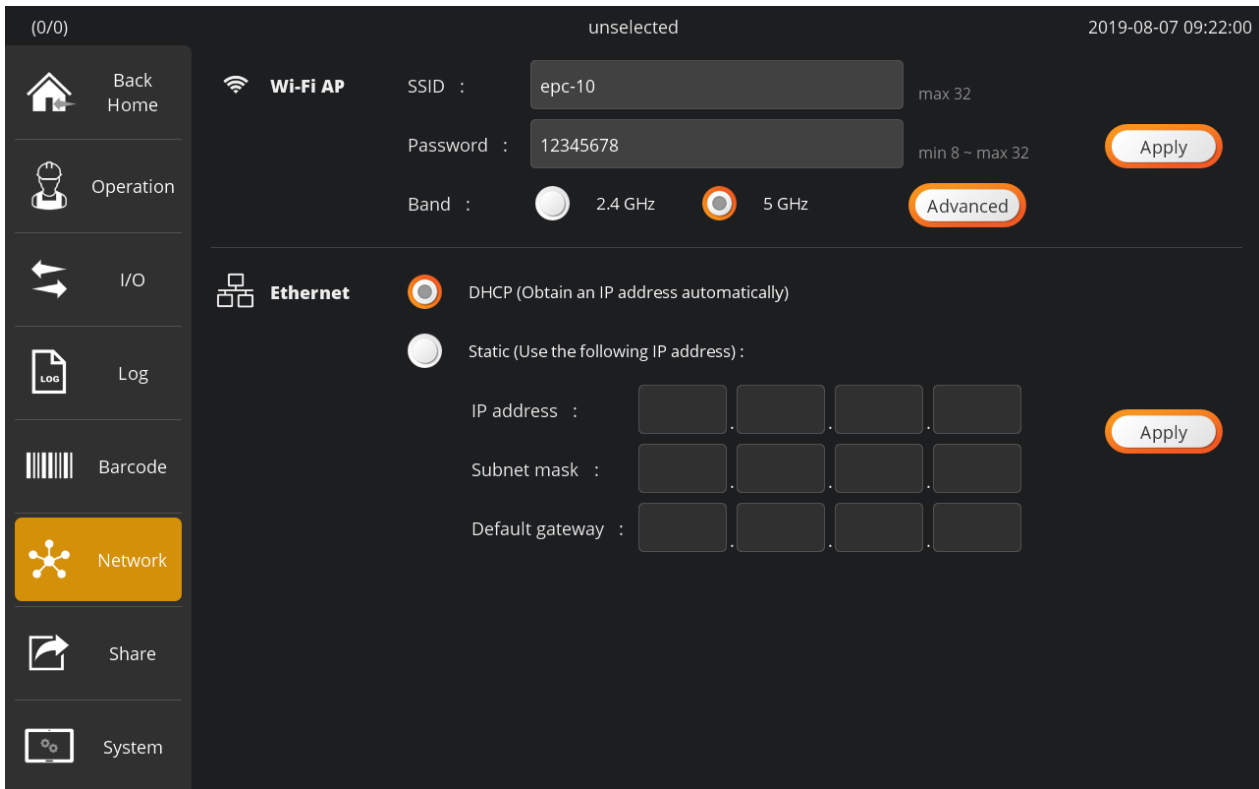 (0/0)
unselected
2019-08-07 09:22:00
Back
Home
Operation
I/O
LOG
Log
Barcode
Network
Share
System
Wi-Fi AP
SSID :
epc-10
max 32
Password :
12345678
min 8 ~ max 32
Apply
Band :
2.4 GHz
5 GHz
Advanced
Ethernet
DHCP (Obtain an IP address automatically)
Static (Use the following IP address) :
IP address :
. . .
Apply
Subnet mask :
. . .
Default gateway :
. . .